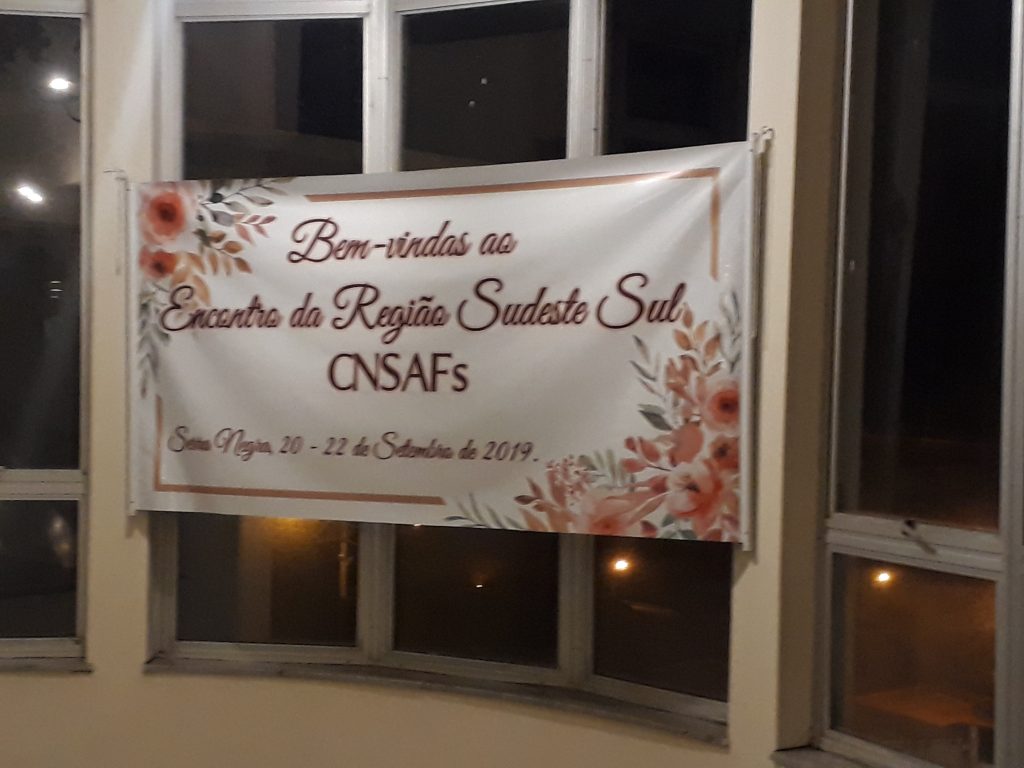 Bem-vindas ao
Encontro da Região Sudeste Sul
CNSAFs
Serra Negra, 20 - 22 de Setembro de 2019.